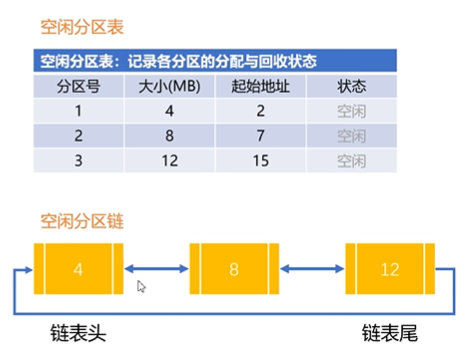 空闲分区表
空闲分区表：记录各分区的分配与回收状态
分区号 大小(MB) 起始地址 状态
1 4 2 空闲
2 8 7 空闲
3 12 15 空闲
空闲分区链
4 8 12
链表头 链表尾